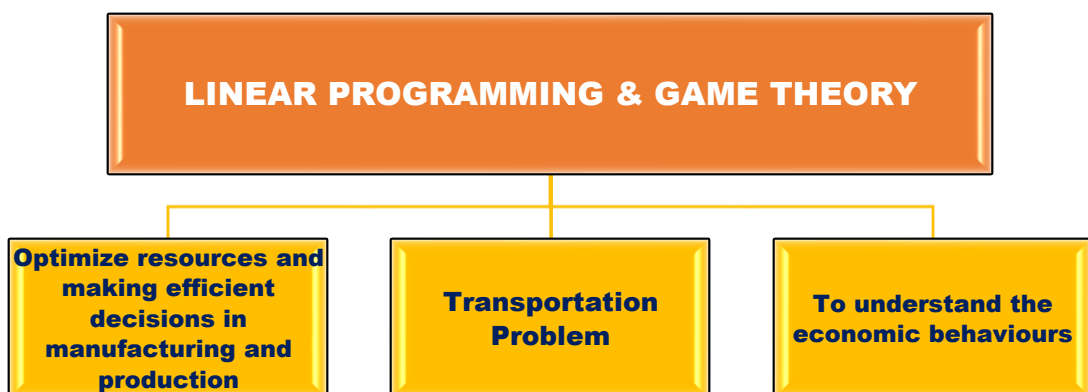 LINEAR PROGRAMMING & GAME THEORY
Optimize resources and
making efficient
decisions in
manufacturing and
production
Transportation
Problem
To understand the
economic behaviours